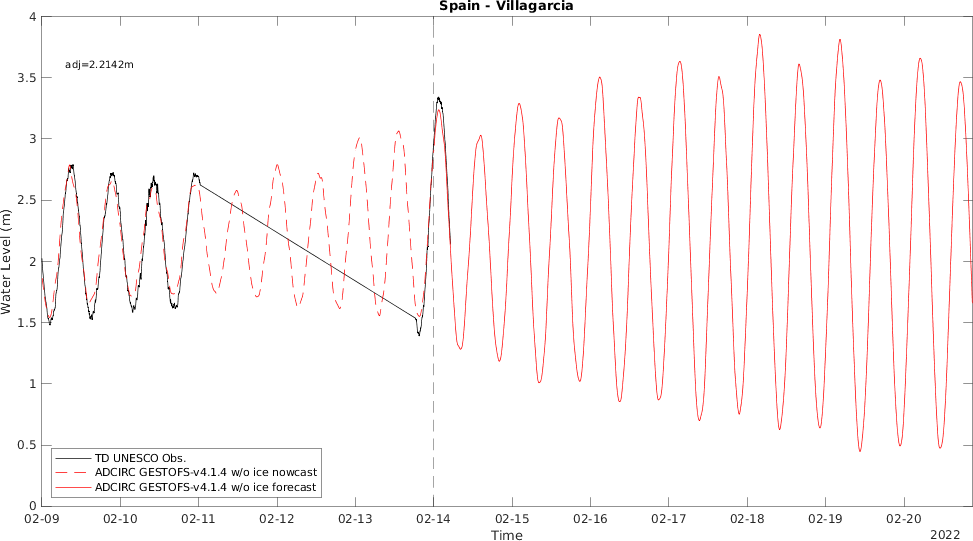 Spain - Villagarcia
adj=2.2142m
4
3.5
3
2.5
2
1.5
1
0.5
0
Water Level (m)
TD UNESCO Obs.
ADCIRC GESTOFS-v4.1.4 w/o ice nowcast
ADCIRC GESTOFS-v4.1.4 w/o ice forecast
02-09 02-10 02-11 02-12 02-13 02-14 02-15 02-16 02-17 02-18 02-19 02-20
Time
2022